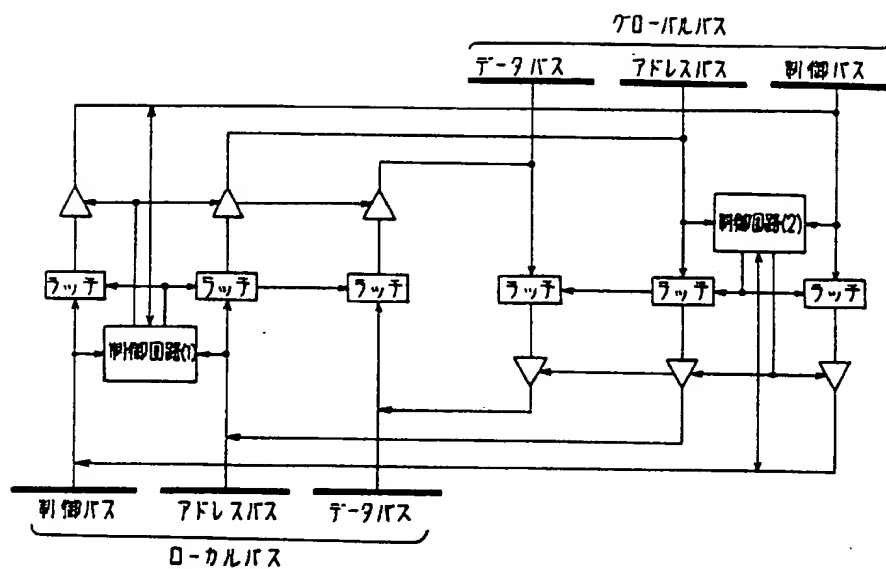 グローバルバス
データバス
アドレスバス
制御バス
制御回路(2)
ラッチ
ラッチ
ラッチ
ラッチ
ラッチ
ラッチ
制御回路(1)
制御バス
アドレスバス
データバス
ローカルバス